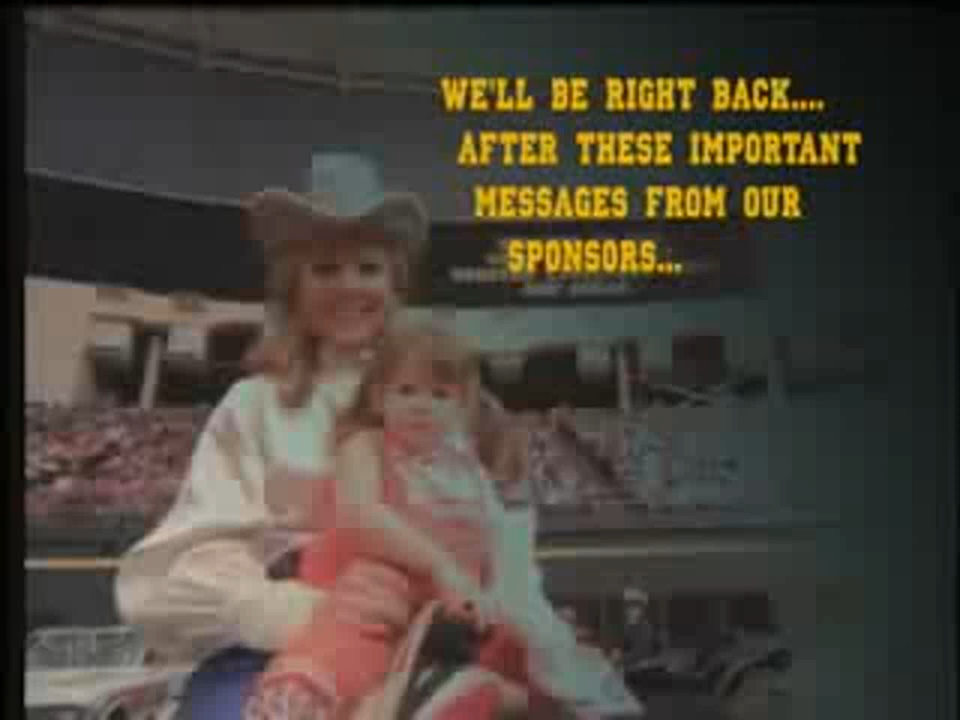 WE'LL BE RIGHT BACK....
AFTER THESE IMPORTANT
MESSAGES FROM OUR
SPONSORS...